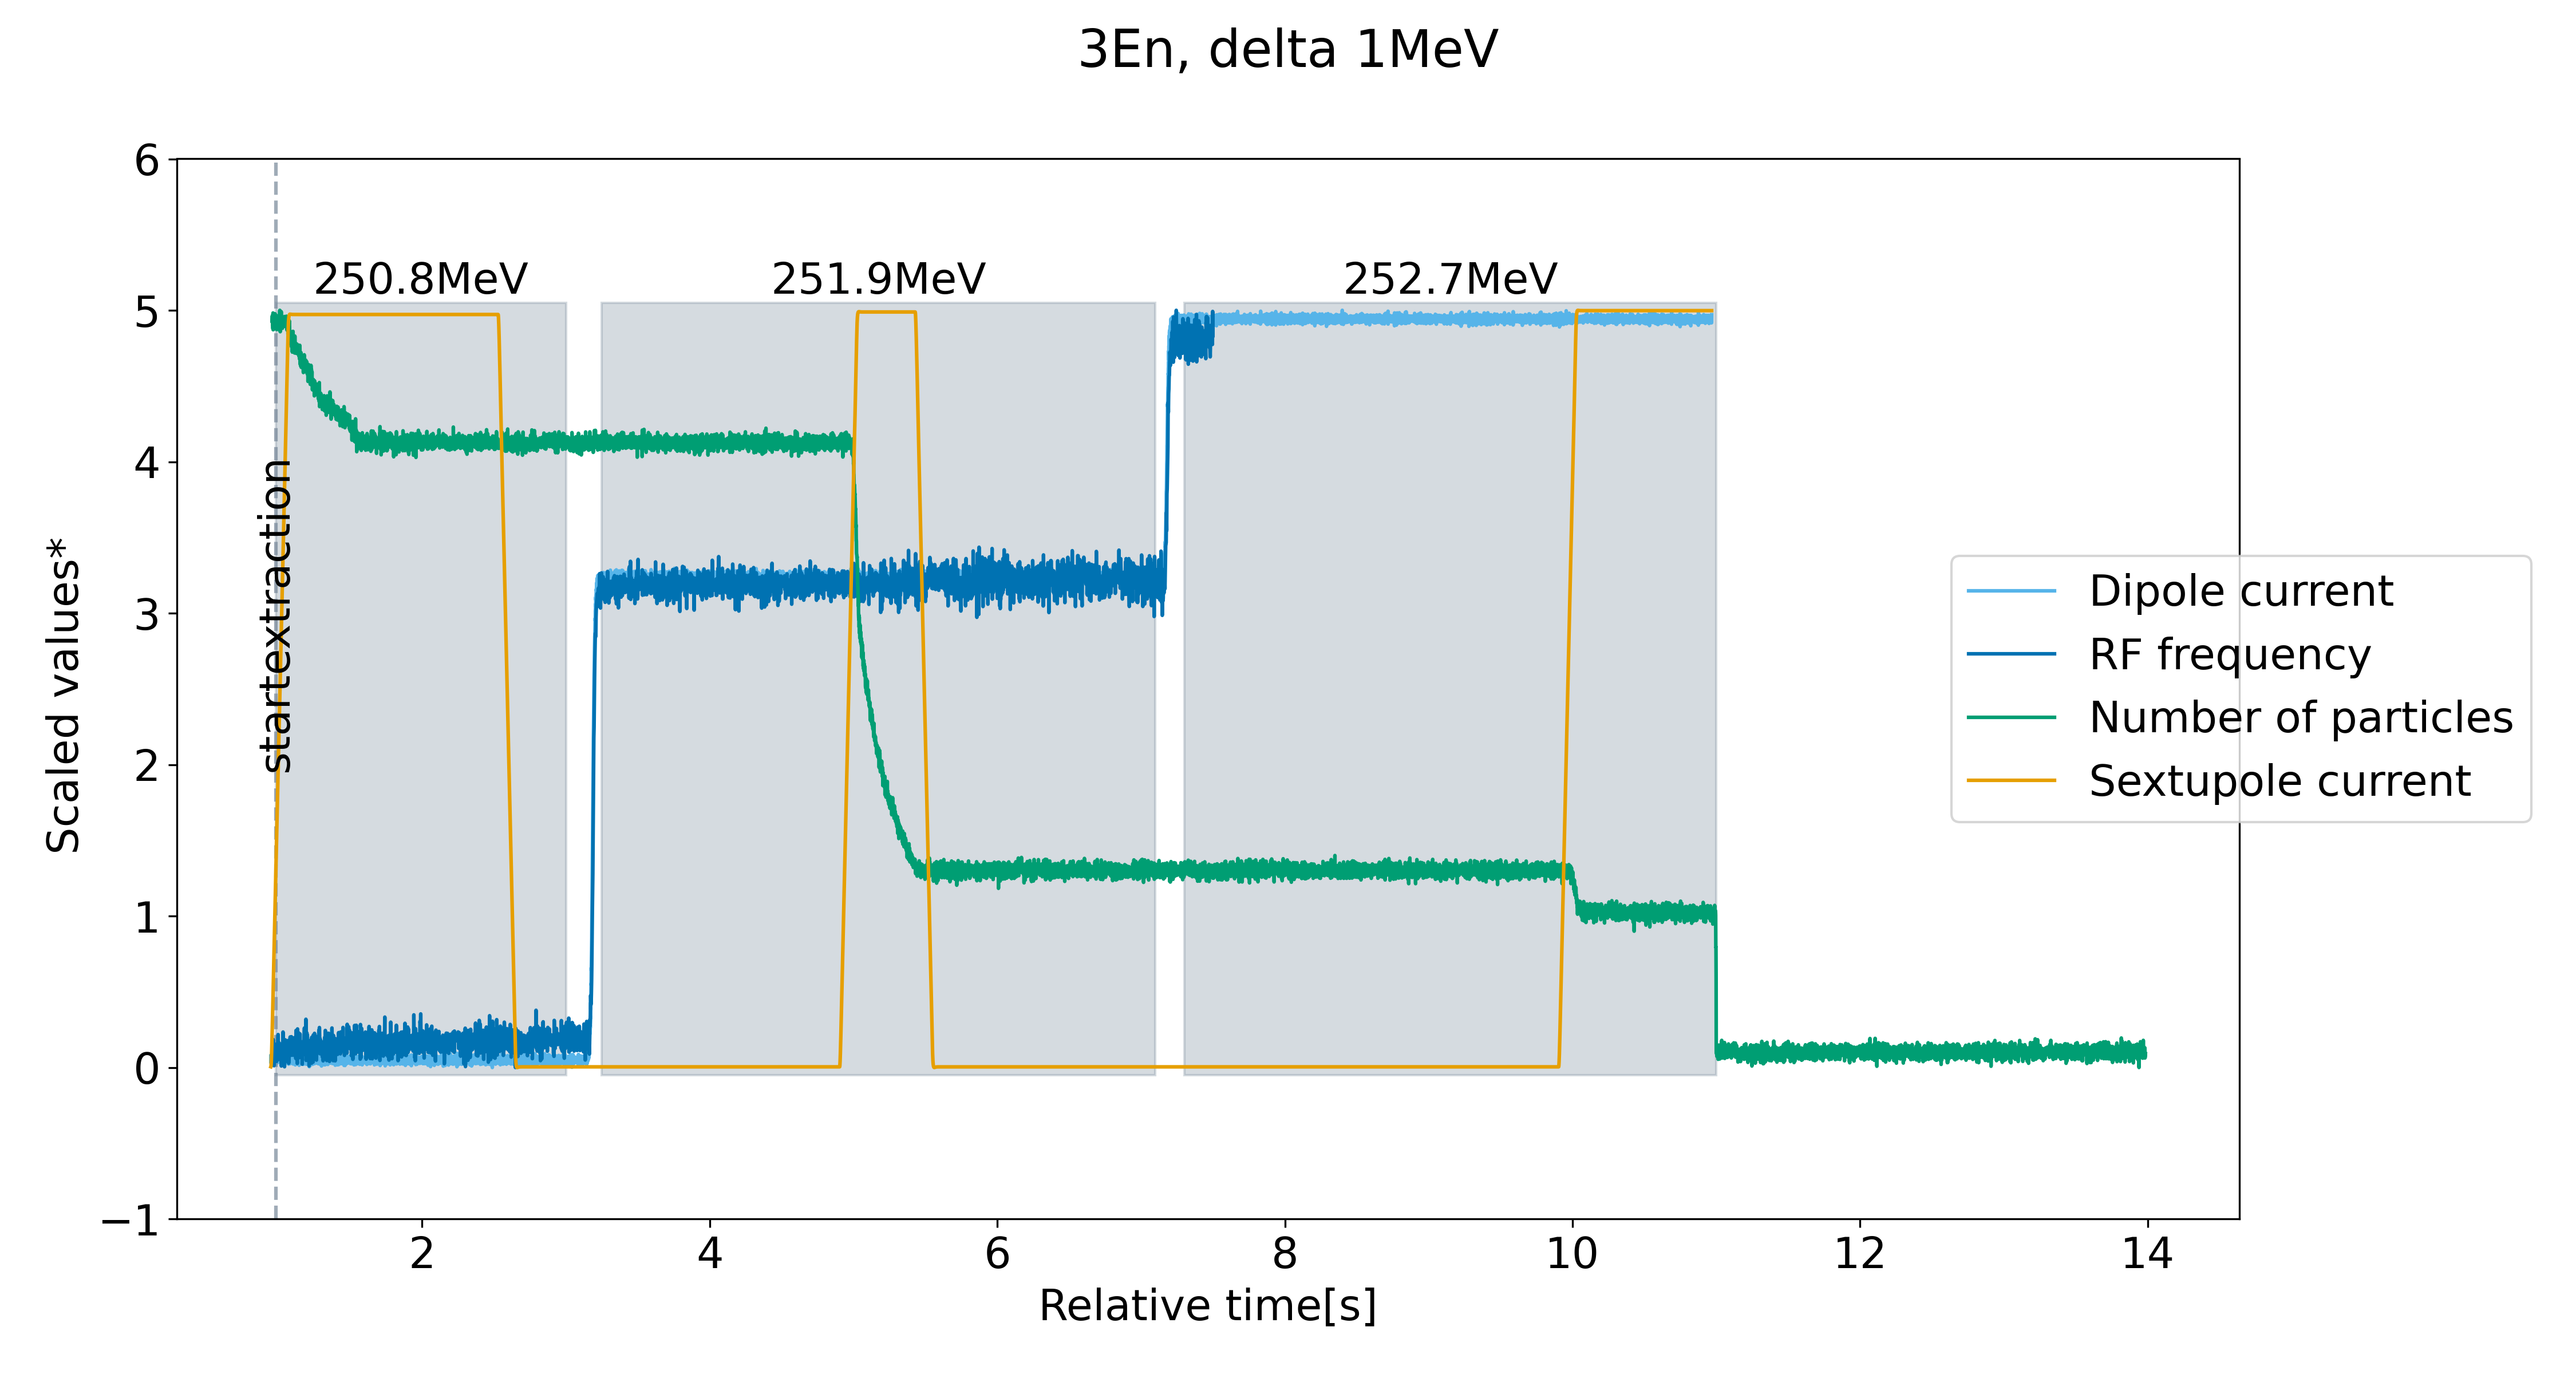 3En, delta 1MeV
6
5
4
3
2
1
0
−1
Scaled values*
250.8MeV
251.9MeV
252.7MeV
startextraction
Dipole current
RF frequency
Number of particles
Sextupole current
2
4
6
8
10
12
14
Relative time[s]